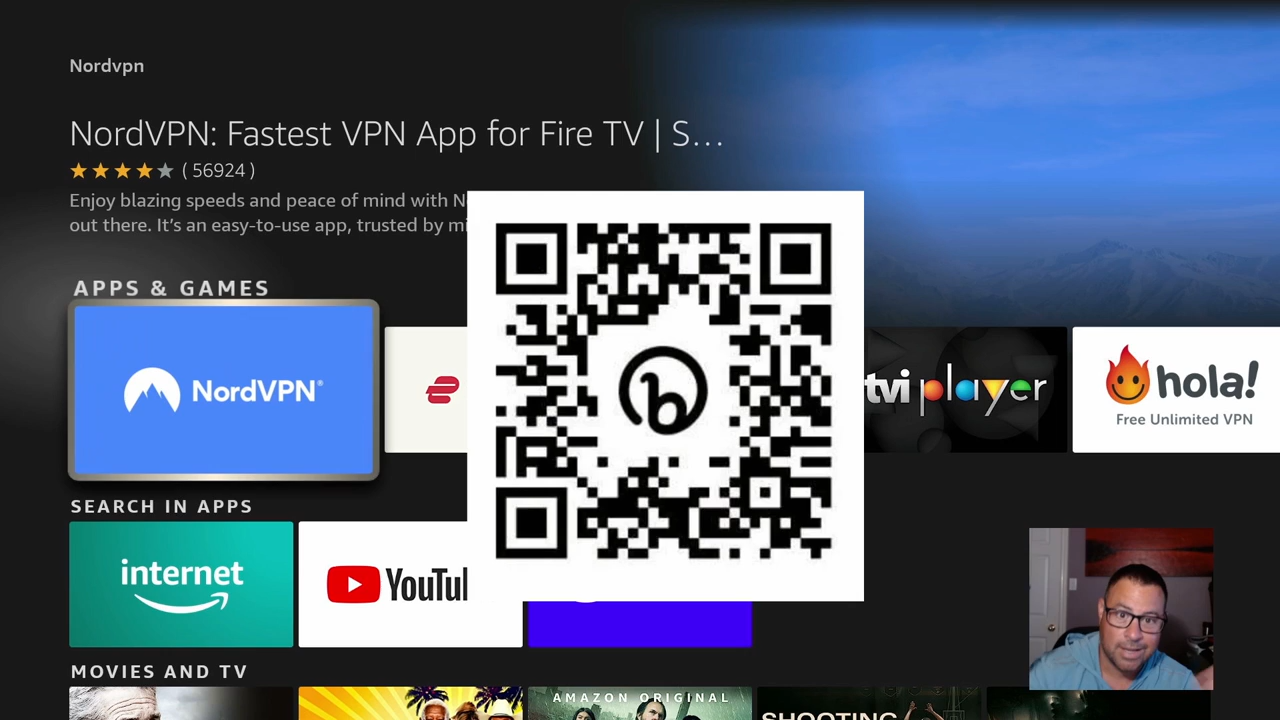 Nordvpn
NordVPN: Fastest VPN App for Fire TV | S...
( 56924 )
Enjoy blazing speeds and peace of mind with N
out there. It’s an easy-to-use app, trusted by mi
APPS & GAMES
NordVPN®
tvi player
hola!
Free Unlimited VPN
SEARCH IN APPS
internet
YouTu
MOVIES AND TV
AMAZON ORIGINAL
SHOOTING